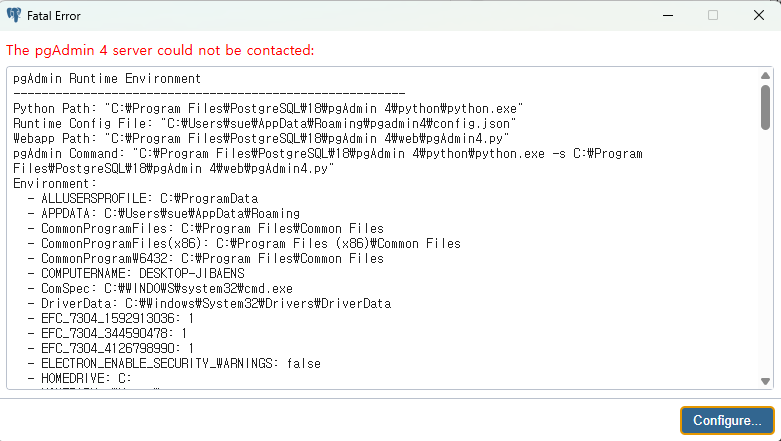 Fatal Error
The pgAdmin 4 server could not be contacted:
pgAdmin Runtime Environment
--------------------------------------------------------
Python Path: "C:₩Program Files₩PostgreSQL₩18₩pgAdmin 4₩python₩python.exe"
Runtime Config File: "C:₩Users₩sue₩AppData₩Roaming₩pgadmin4₩config.json"
Webapp Path: "C:₩Program Files₩PostgreSQL₩18₩pgAdmin 4₩web₩pgAdmin4.py"
pgAdmin Command: "C:₩Program Files₩PostgreSQL₩18₩pgAdmin 4₩python₩python.exe -s C:₩Program
Files₩PostgreSQL₩18₩pgAdmin 4₩web₩pgAdmin4.py"
Environment:
- ALLUSERSPROFILE: C:₩ProgramData
- APPDATA: C:₩Users₩sue₩AppData₩Roaming
- CommonProgramFiles: C:₩Program Files₩Common Files
- CommonProgramFiles(x86): C:₩Program Files (x86)₩Common Files
- CommonProgramW6432: C:₩Program Files₩Common Files
- COMPUTERNAME: DESKTOP-JIBAENS
- ComSpec: C:₩WINDOWS₩system32₩cmd.exe
- DriverData: C:₩Windows₩System32₩Drivers₩DriverData
- EFC_7304_1592913036: 1
- EFC_7304_344590478: 1
- EFC_7304_4126798990: 1
- ELECTRON_ENABLE_SECURITY_WARNINGS: false
- HOMEDRIVE: C:
Configure...